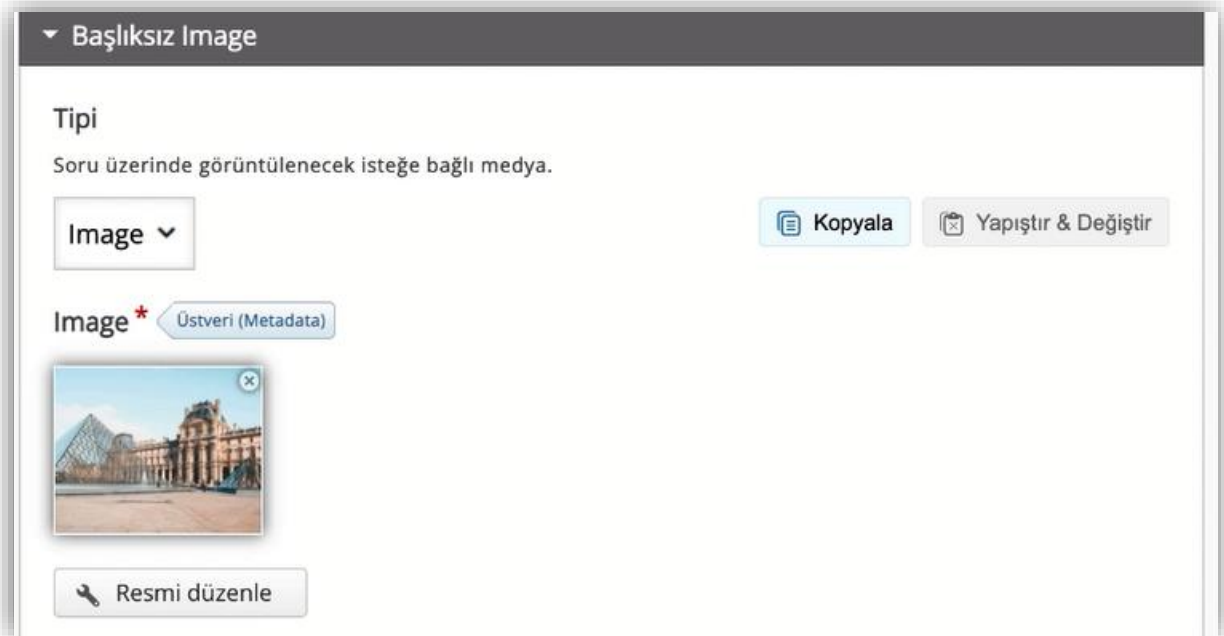 Başlıksız Image
Tipi
Soru üzerinde görüntülenecek isteğe bağlı medya.
Image
Kopyala
Yapıştır & Değiştir
Image *
Üstveri (Metadata)
Resmi düzenle